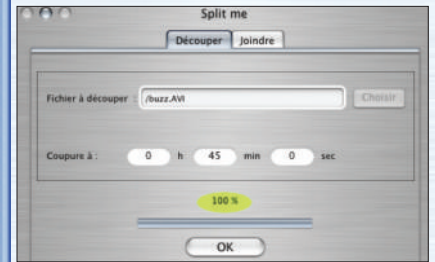 Split me
Découper Joindre
Fichier à découper : /buzz.AVI Choisir
Coupure à : 0 h 45 min 0 sec
100 %
OK